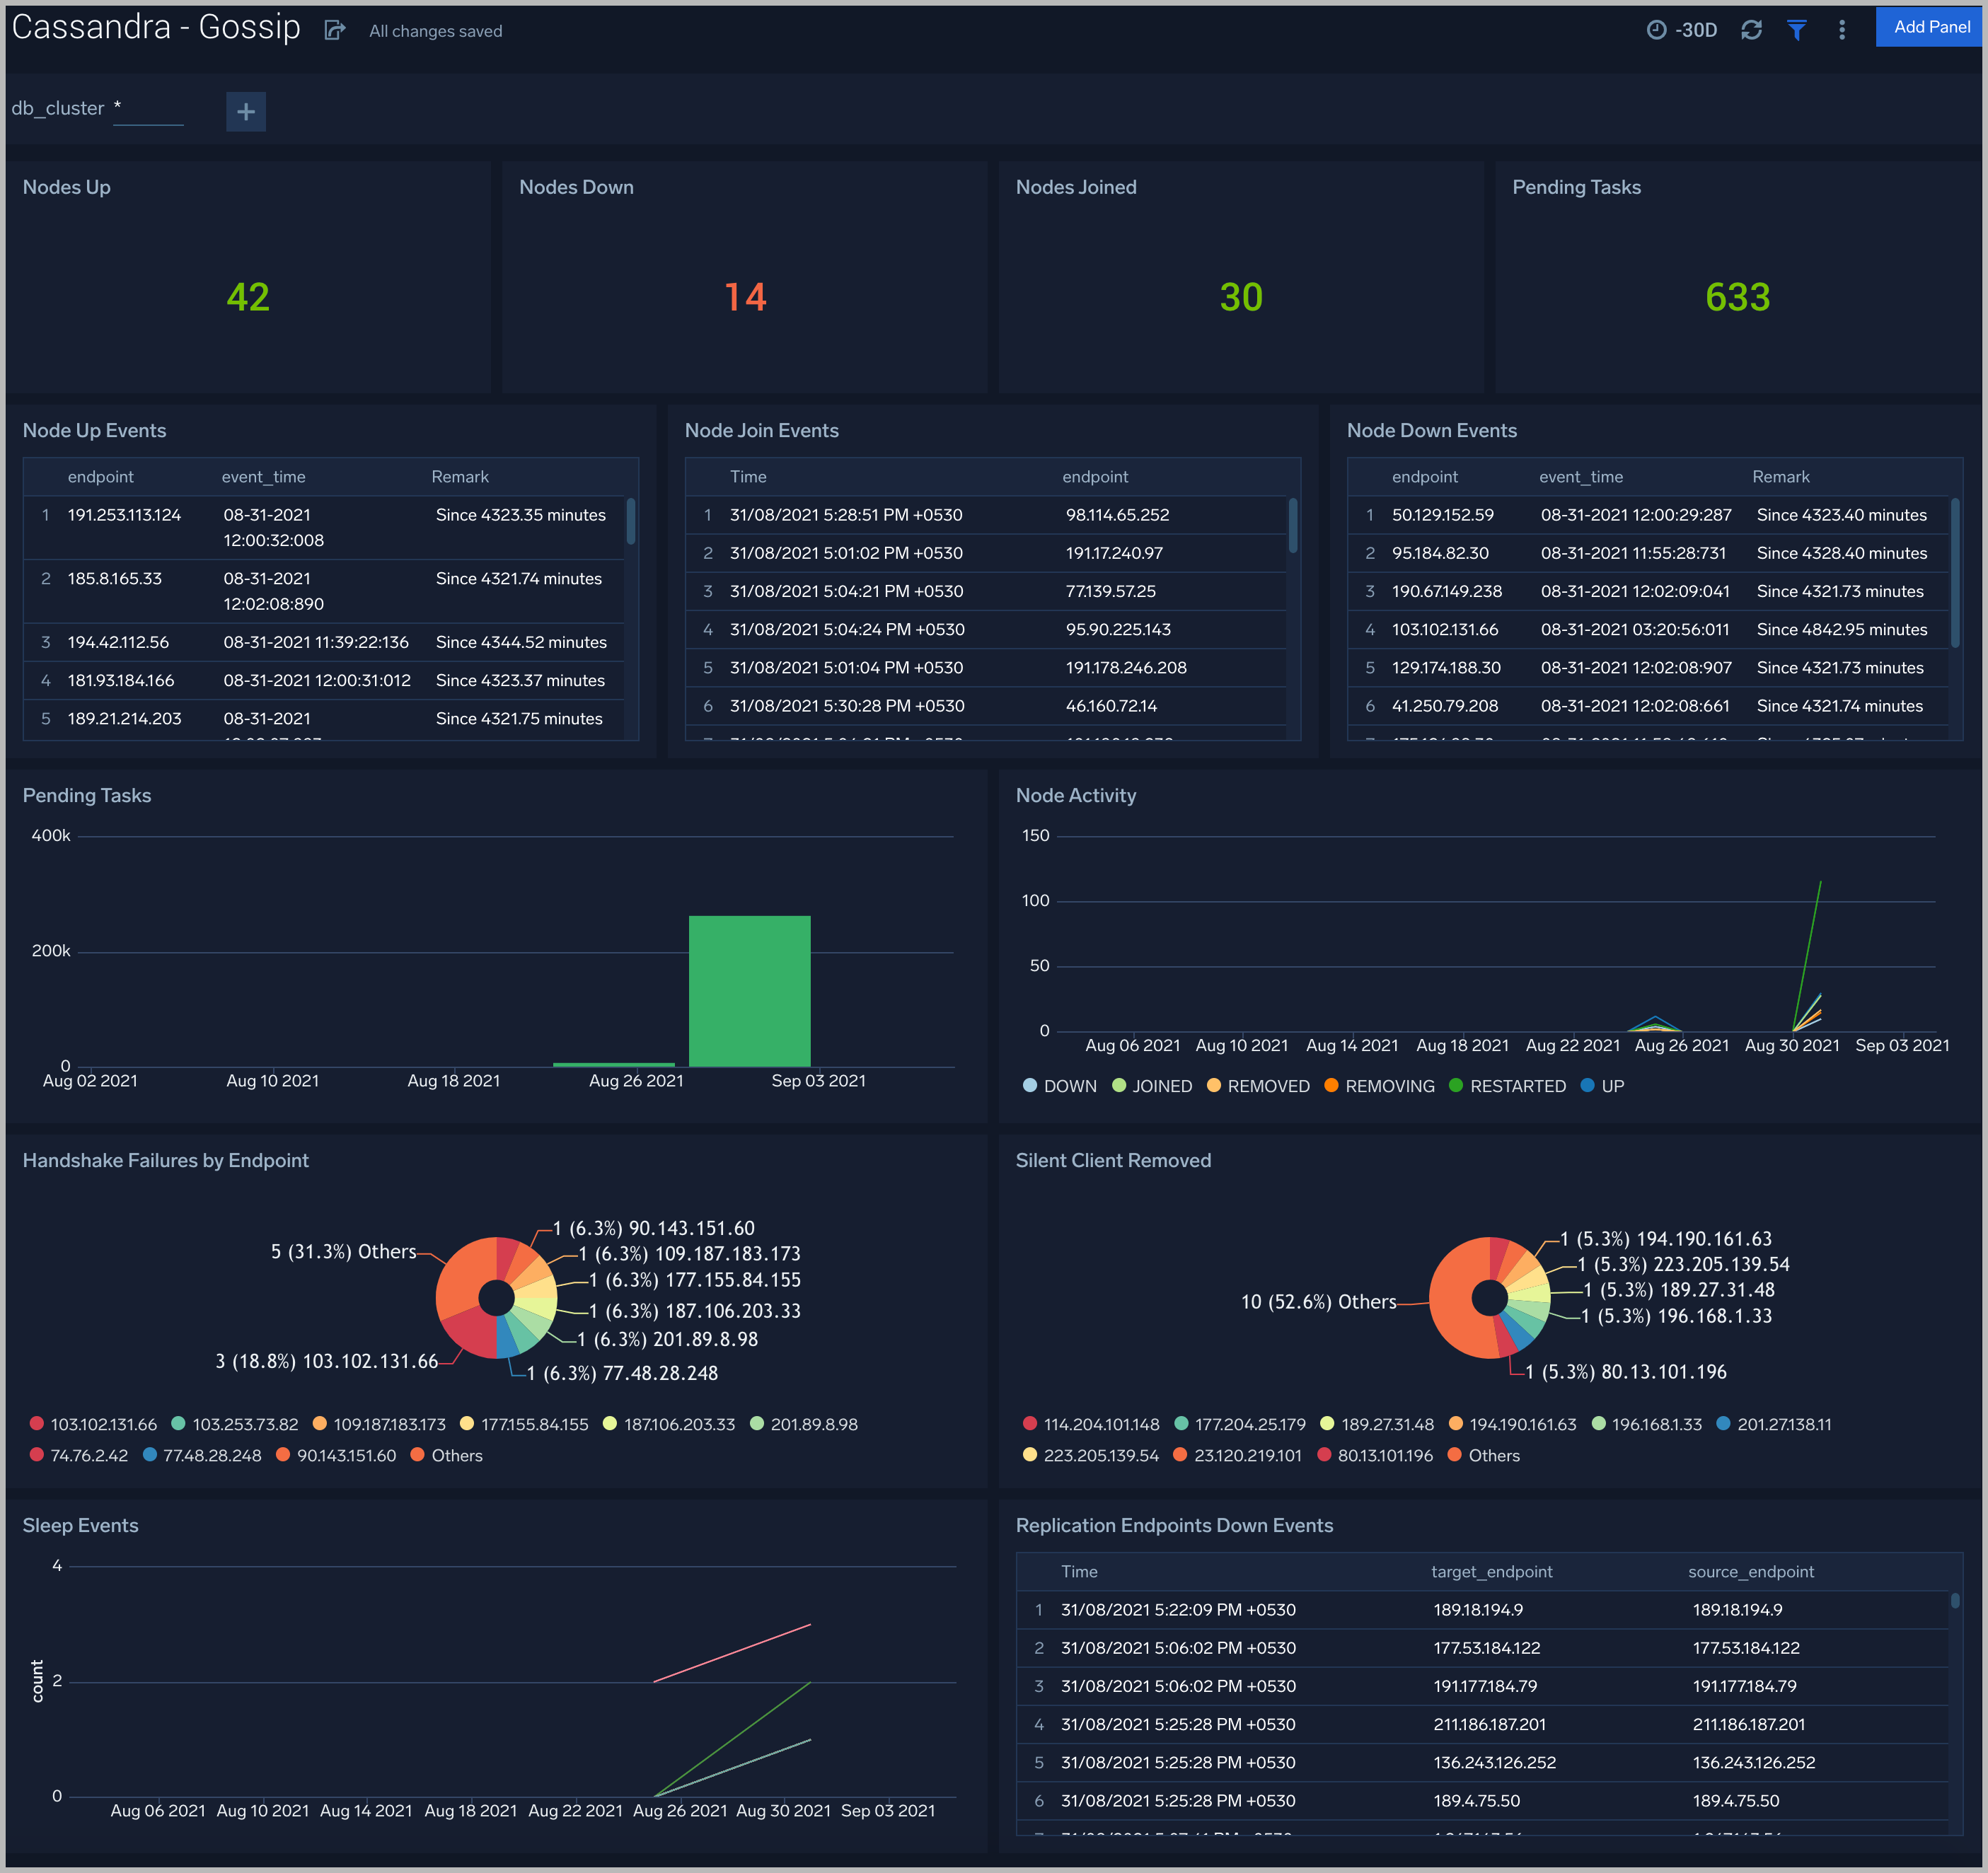 Cassandra - Gossip All changes saved -30D Add Panel
db_cluster * +
Nodes Up Nodes Down Nodes Joined Pending Tasks
42 14 30 633
Node Up Events
endpoint event_time Remark
1 191.253.113.124 08-31-2021 12:00:32:008 Since 4323.35 minutes
2 185.8.165.33 08-31-2021 12:02:08:890 Since 4321.74 minutes
3 194.42.112.56 08-31-2021 11:39:22:136 Since 4344.52 minutes
4 181.93.184.166 08-31-2021 12:00:31:012 Since 4323.37 minutes
5 189.21.214.203 08-31-2021 Since 4321.75 minutes
Node Join Events
Time endpoint
1 31/08/2021 5:28:51 PM +0530 98.114.65.252
2 31/08/2021 5:01:02 PM +0530 191.17.240.97
3 31/08/2021 5:04:21 PM +0530 77.139.57.25
4 31/08/2021 5:04:24 PM +0530 95.90.225.143
5 31/08/2021 5:01:04 PM +0530 191.178.246.208
6 31/08/2021 5:30:28 PM +0530 46.160.72.14
Node Down Events
endpoint event_time Remark
1 50.129.152.59 08-31-2021 12:00:29:287 Since 4323.40 minutes
2 95.184.82.30 08-31-2021 11:55:28:731 Since 4328.40 minutes
3 190.67.149.238 08-31-2021 12:02:09:041 Since 4321.73 minutes
4 103.102.131.66 08-31-2021 03:20:56:011 Since 4842.95 minutes
5 129.174.188.30 08-31-2021 12:02:08:907 Since 4321.73 minutes
6 41.250.79.208 08-31-2021 12:02:08:661 Since 4321.74 minutes
Pending Tasks
400k
200k
0
Aug 02 2021 Aug 10 2021 Aug 18 2021 Aug 26 2021 Sep 03 2021
Node Activity
150
100
50
0
Aug 06 2021 Aug 10 2021 Aug 14 2021 Aug 18 2021 Aug 22 2021 Aug 26 2021 Aug 30 2021 Sep 03 2021
DOWN JOINED REMOVED REMOVING RESTARTED UP
Handshake Failures by Endpoint
1 (6.3%) 90.143.151.60
5 (31.3%) Others
1 (6.3%) 109.187.183.173
1 (6.3%) 177.155.84.155
1 (6.3%) 187.106.203.33
1 (6.3%) 201.89.8.98
3 (18.8%) 103.102.131.66
1 (6.3%) 77.48.28.248
103.102.131.66 103.253.73.82 109.187.183.173 177.155.84.155 187.106.203.33 201.89.8.98
74.76.2.42 77.48.28.248 90.143.151.60 Others
Silent Client Removed
1 (5.3%) 194.190.161.63
1 (5.3%) 223.205.139.54
1 (5.3%) 189.27.31.48
10 (52.6%) Others
1 (5.3%) 196.168.1.33
1 (5.3%) 80.13.101.196
114.204.101.148 177.204.25.179 189.27.31.48 194.190.161.63 196.168.1.33 201.27.138.11
223.205.139.54 23.120.219.101 80.13.101.196 Others
Sleep Events
4
count
2
0
Aug 06 2021 Aug 10 2021 Aug 14 2021 Aug 18 2021 Aug 22 2021 Aug 26 2021 Aug 30 2021 Sep 03 2021
Replication Endpoints Down Events
Time target_endpoint source_endpoint
1 31/08/2021 5:22:09 PM +0530 189.18.194.9 189.18.194.9
2 31/08/2021 5:06:02 PM +0530 177.53.184.122 177.53.184.122
3 31/08/2021 5:06:02 PM +0530 191.177.184.79 191.177.184.79
4 31/08/2021 5:25:28 PM +0530 211.186.187.201 211.186.187.201
5 31/08/2021 5:25:28 PM +0530 136.243.126.252 136.243.126.252
6 31/08/2021 5:25:28 PM +0530 189.4.75.50 189.4.75.50